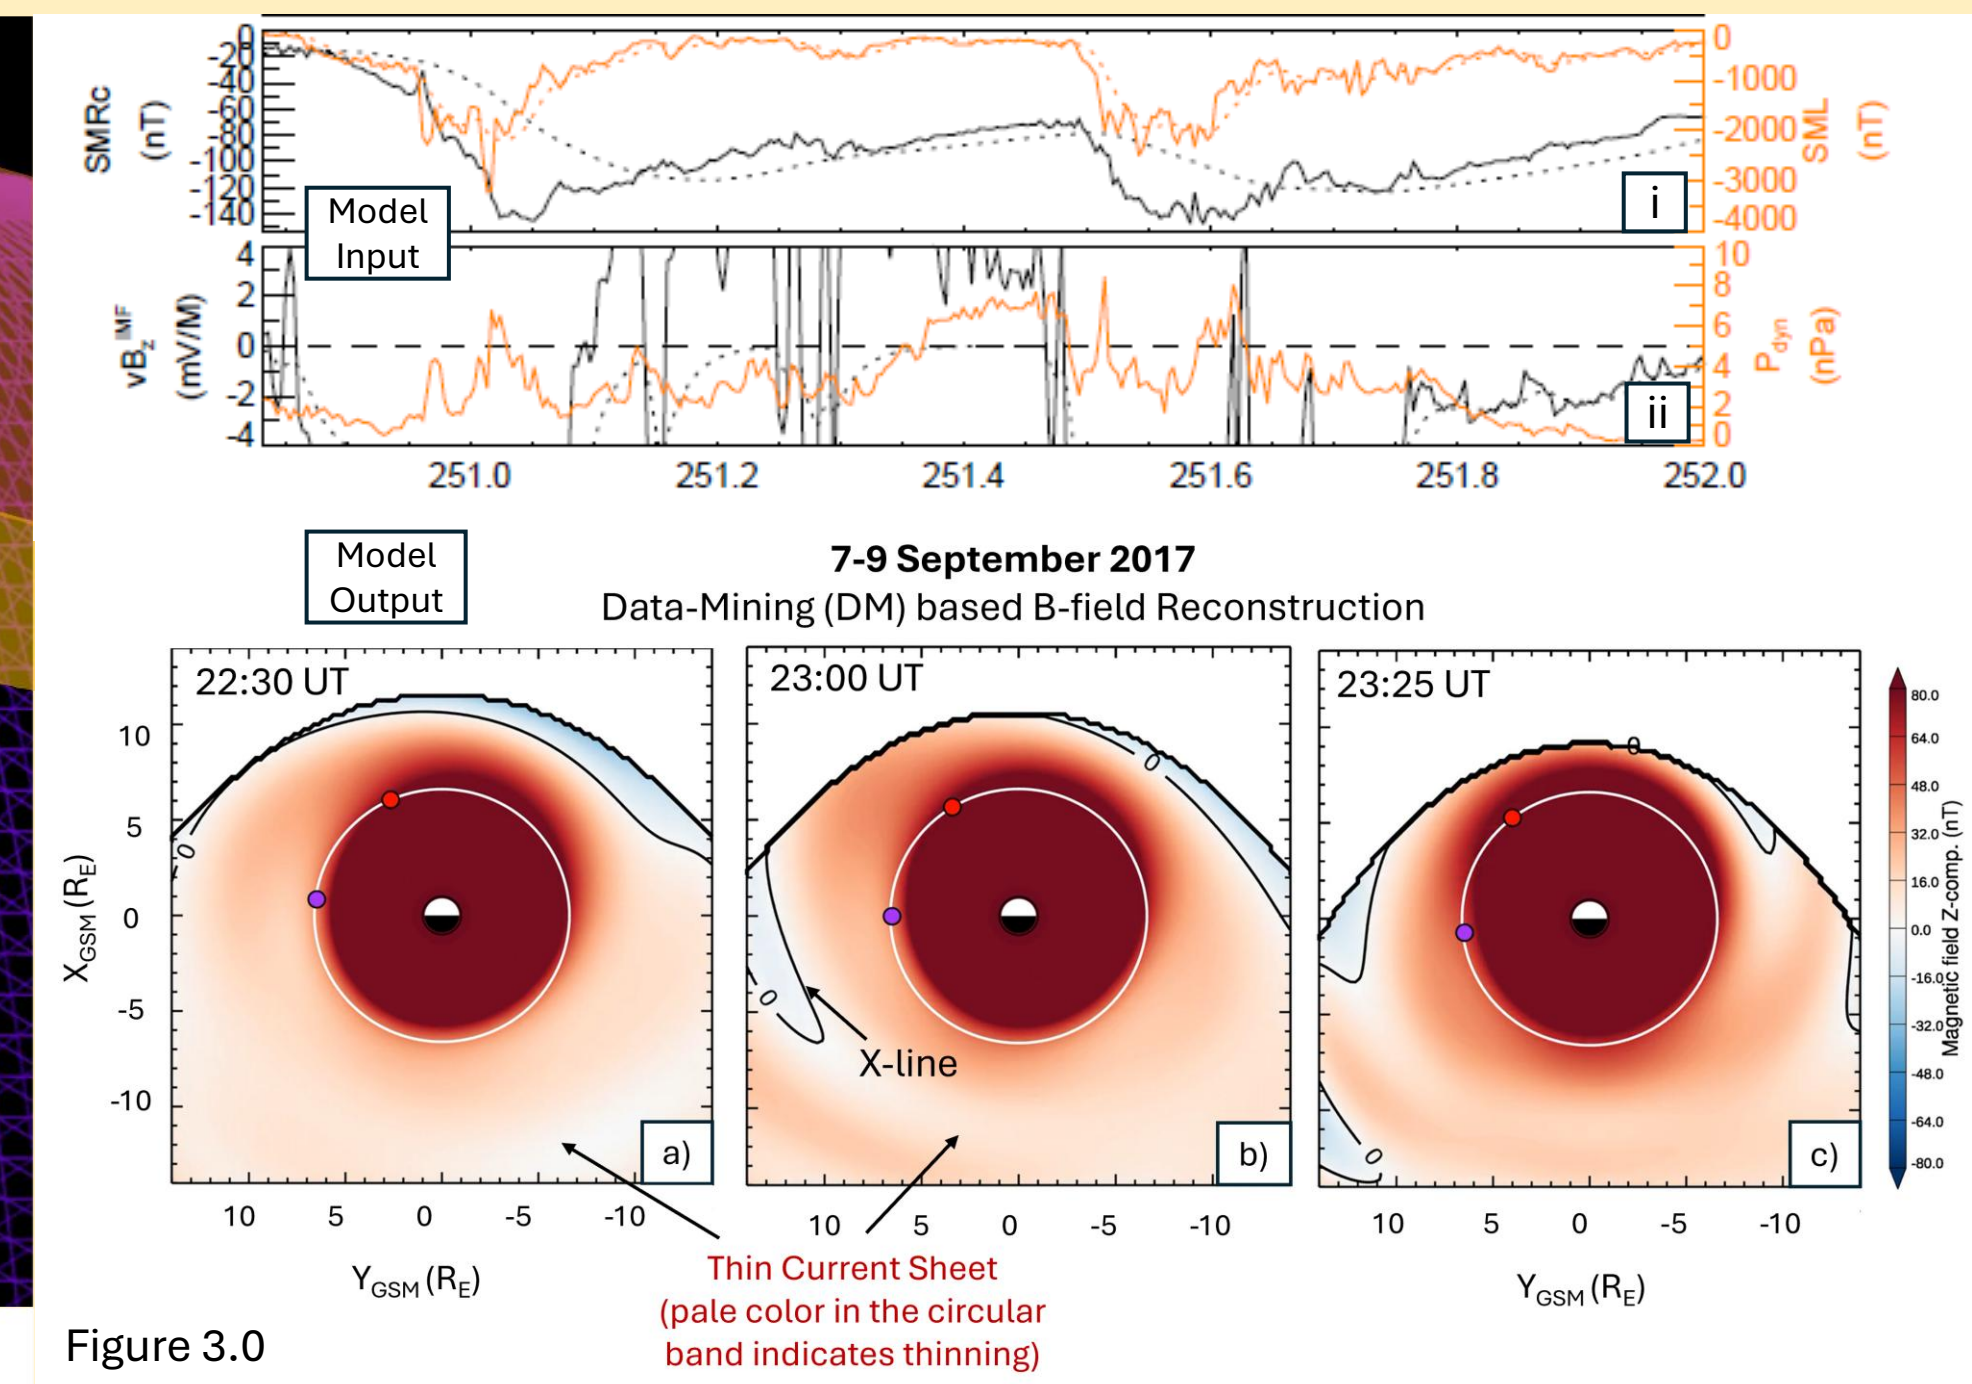 0
-20
-40
-60
-80
-100
-120
-140
SMRc
(nT)
0
-1000
-2000
-3000
-4000
SML
(nT)
i
Model
Input
4
2
0
-2
-4
vBzIMF
(mV/M)
10
8
6
4
2
0
Pdyn
(nPa)
ii
251.0 251.2 251.4 251.6 251.8 252.0
Model
Output
7-9 September 2017
Data-Mining (DM) based B-field Reconstruction
22:30 UT
23:00 UT
23:25 UT
10
5
0
-5
-10
XGSM (RE)
0
0
0
0
0
X-line
a)
b)
c)
80.0
64.0
48.0
32.0
16.0
0.0
-16.0
-32.0
-48.0
-64.0
-80.0
Magnetic field Z-comp. (nT)
10 5 0 -5 -10
10 5 0 -5 -10
10 5 0 -5 -10
YGSM (RE)
YGSM (RE)
Thin Current Sheet
(pale color in the circular
band indicates thinning)
Figure 3.0